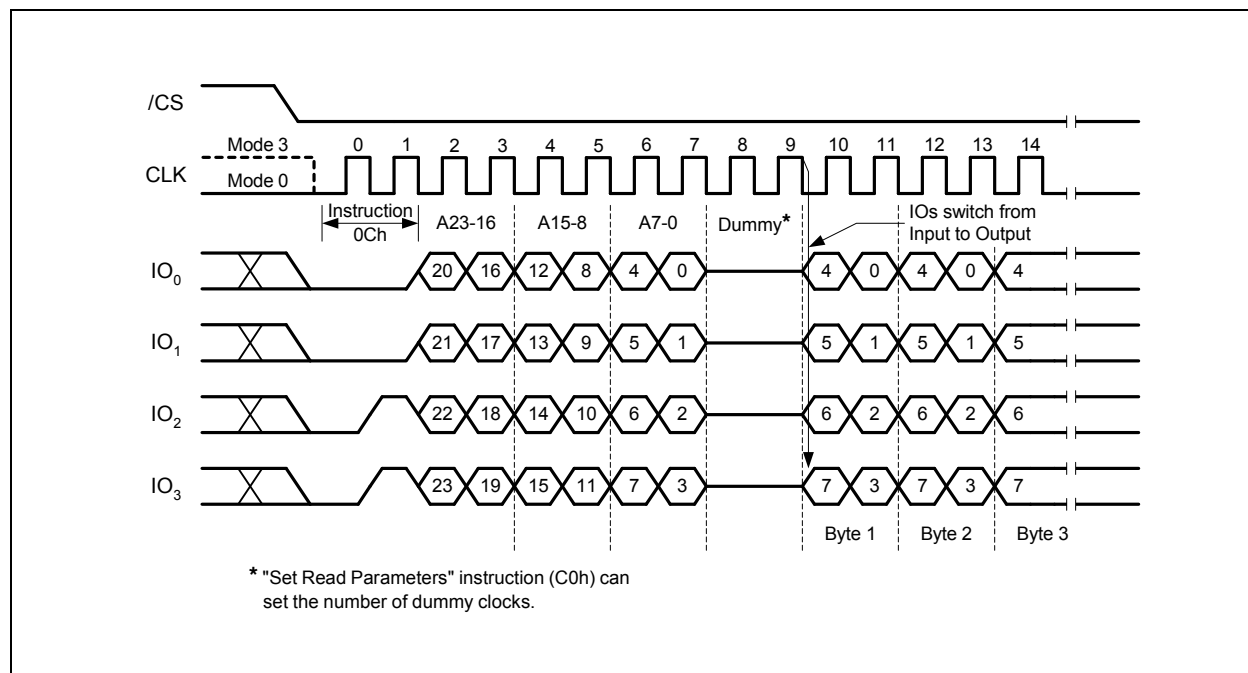 /CS
Mode 3 0 1 2 3 4 5 6 7 8 9 10 11 12 13 14
CLK
Mode 0
Instruction
0Ch
A23-16 A15-8 A7-0 Dummy*
IOs switch from
Input to Output
IO0 20 16 12 8 4 0 4 0 4 0 4
IO1 21 17 13 9 5 1 5 1 5 1 5
IO2 22 18 14 10 6 2 6 2 6 2 6
IO3 23 19 15 11 7 3 7 3 7 3 7
Byte 1 Byte 2 Byte 3
* "Set Read Parameters" instruction (C0h) can
set the number of dummy clocks.